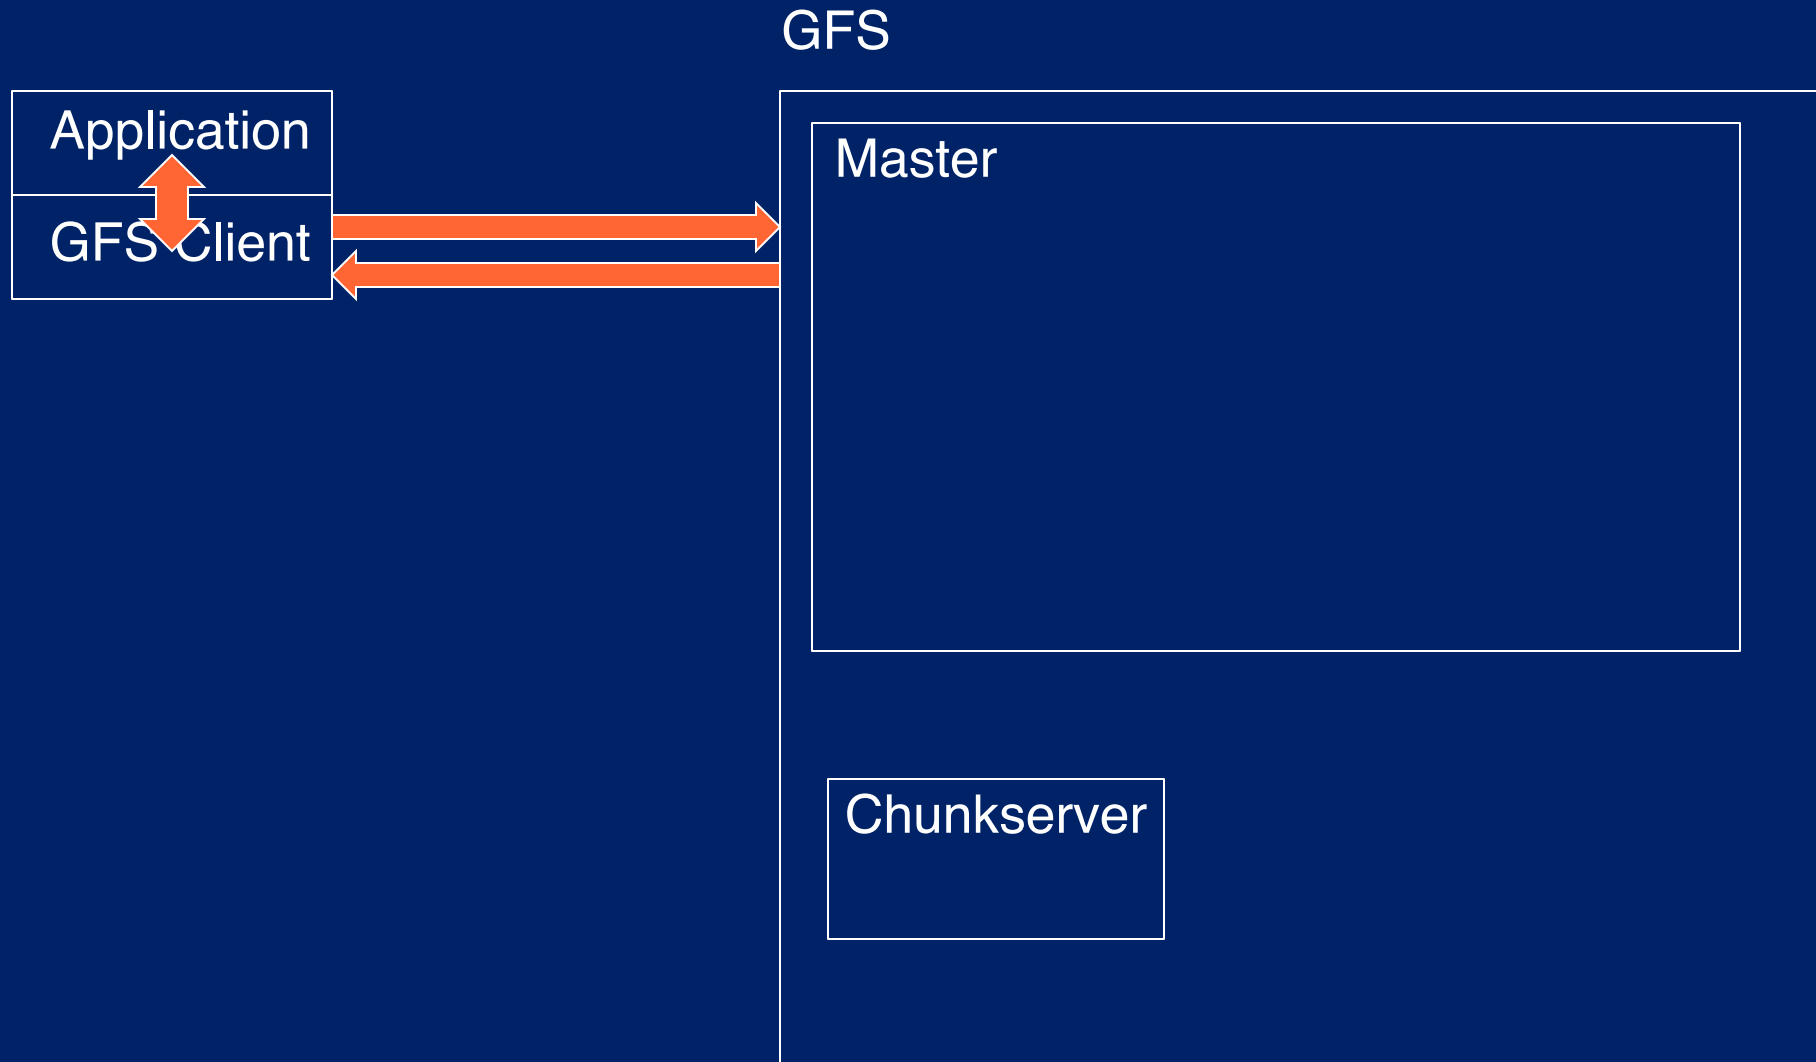 GFS
Application
GFS Client
Master
Chunkserver